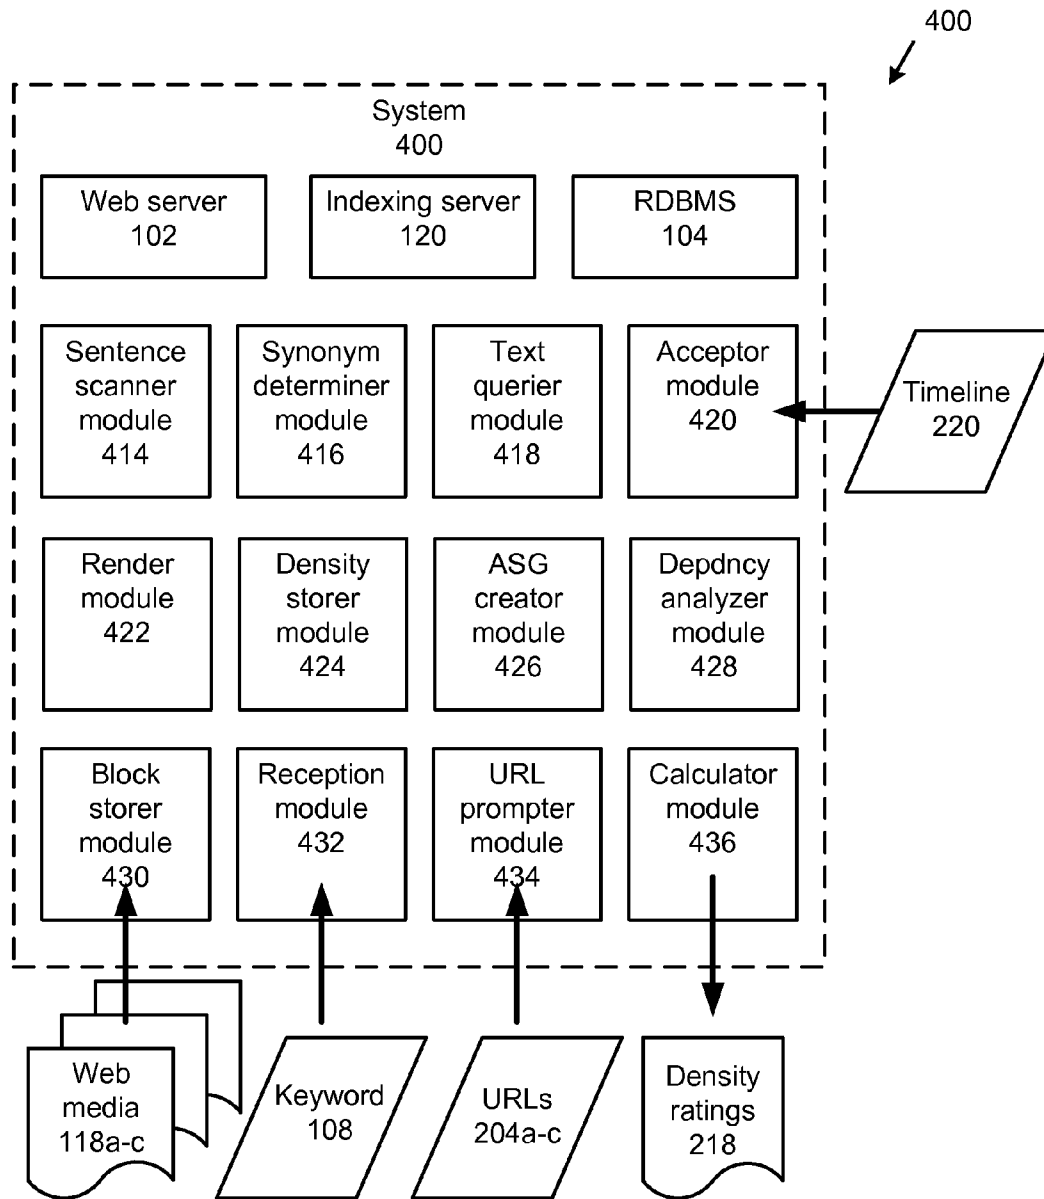 400
System
400
Web server
102
Indexing server
120
RDBMS
104
Sentence
scanner
module
414
Synonym
determiner
module
416
Text
querier
module
418
Acceptor
module
420
Timeline
220
Render
module
422
Density
storer
module
424
ASG
creator
module
426
Depdncy
analyzer
module
428
Block
storer
module
430
Reception
module
432
URL
prompter
module
434
Calculator
module
436
Web
media
118a-c
Keyword
108
URLs
204a-c
Density
ratings
218